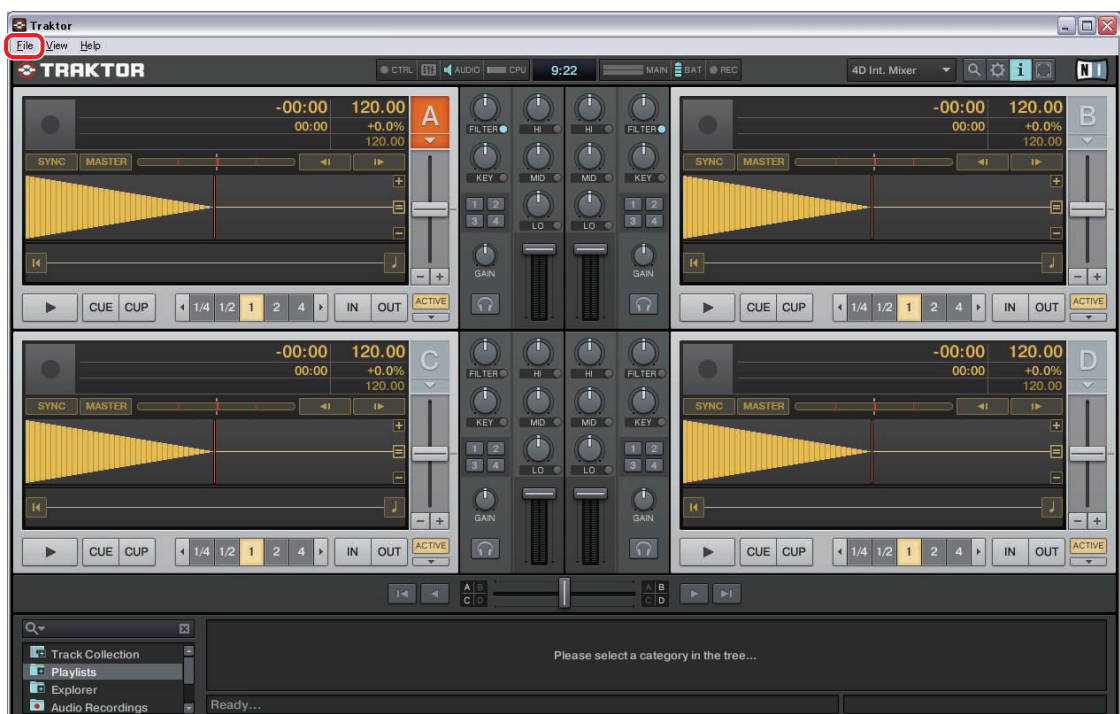 Traktor
File View Help
TRAKTOR
CTRL AUDIO CPU 9:22 MAIN BAT REC 4D Int. Mixer i N I
-00:00 120.00 A
00:00 +0.0%
120.00
SYNC MASTER
CUE CUP 1/4 1/2 1 2 4 IN OUT ACTIVE
FILTER HI HI FILTER
KEY MID MID KEY
1 2 1 2
3 4 LO LO 3 4
GAIN GAIN
-00:00 120.00 B
00:00 +0.0%
120.00
SYNC MASTER
CUE CUP 1/4 1/2 1 2 4 IN OUT ACTIVE
-00:00 120.00 C
00:00 +0.0%
120.00
SYNC MASTER
CUE CUP 1/4 1/2 1 2 4 IN OUT ACTIVE
FILTER HI HI FILTER
KEY MID MID KEY
1 2 1 2
3 4 LO LO 3 4
GAIN GAIN
-00:00 120.00 D
00:00 +0.0%
120.00
SYNC MASTER
CUE CUP 1/4 1/2 1 2 4 IN OUT ACTIVE
A B A B
C D C D
Track Collection
Playlists
Explorer
Audio Recordings
Please select a category in the tree...
Ready...